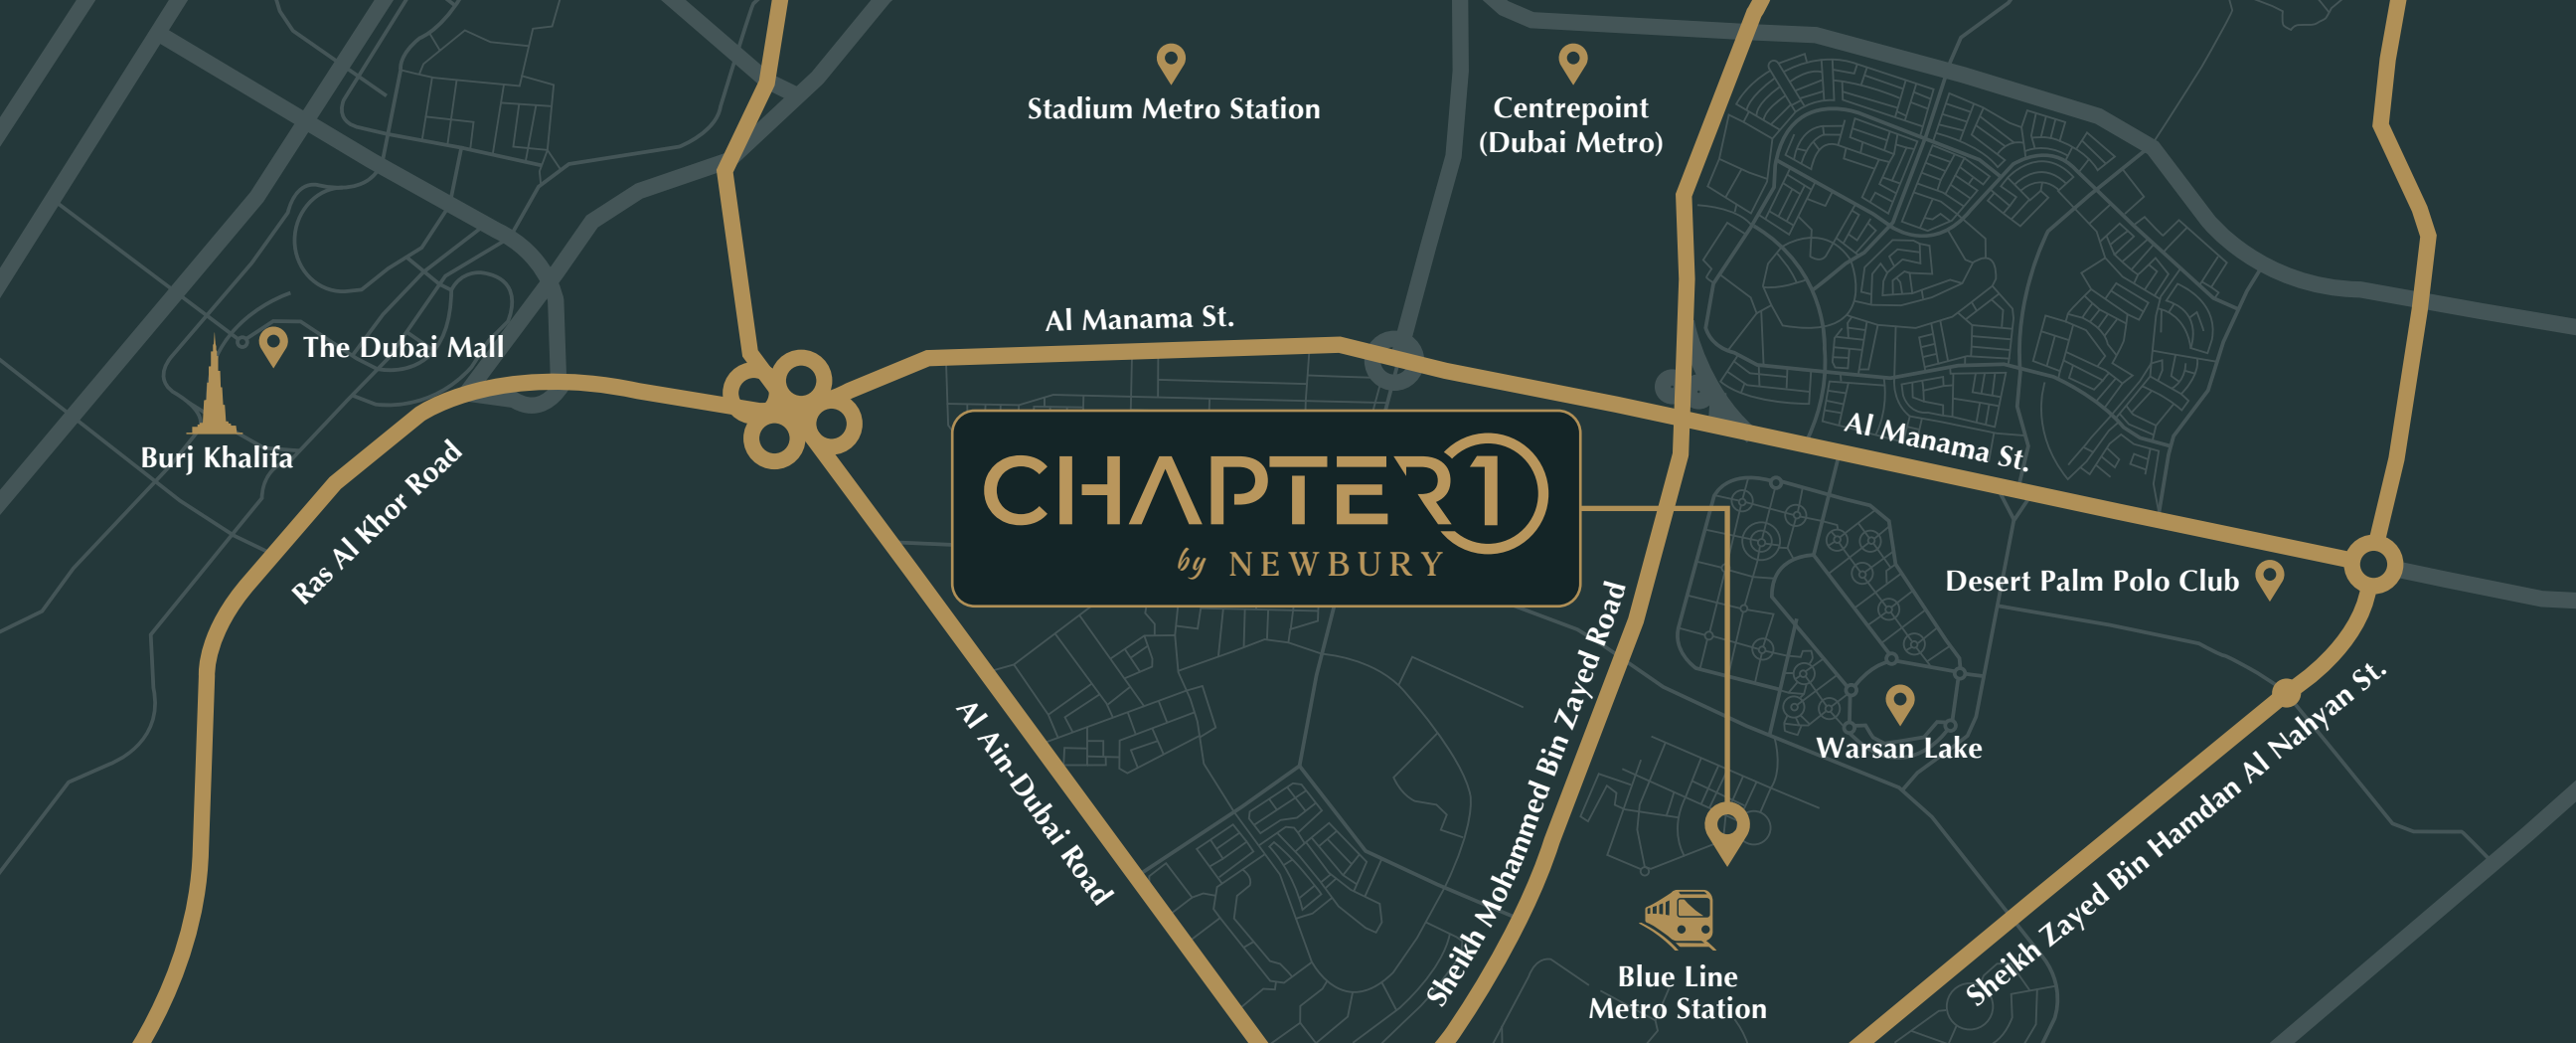 Stadium Metro Station
Centrepoint
(Dubai Metro)
Al Manama St.
The Dubai Mall
Burj Khalifa
Ras Al Khor Road
Al Manama St.
CHAPTER1
by NEWBURY
Desert Palm Polo Club
Al Ain-Dubai Road
Sheikh Mohammed Bin Zayed Road
Warsan Lake
Sheikh Zayed Bin Hamdan Al Nahyan St.
Blue Line
Metro Station